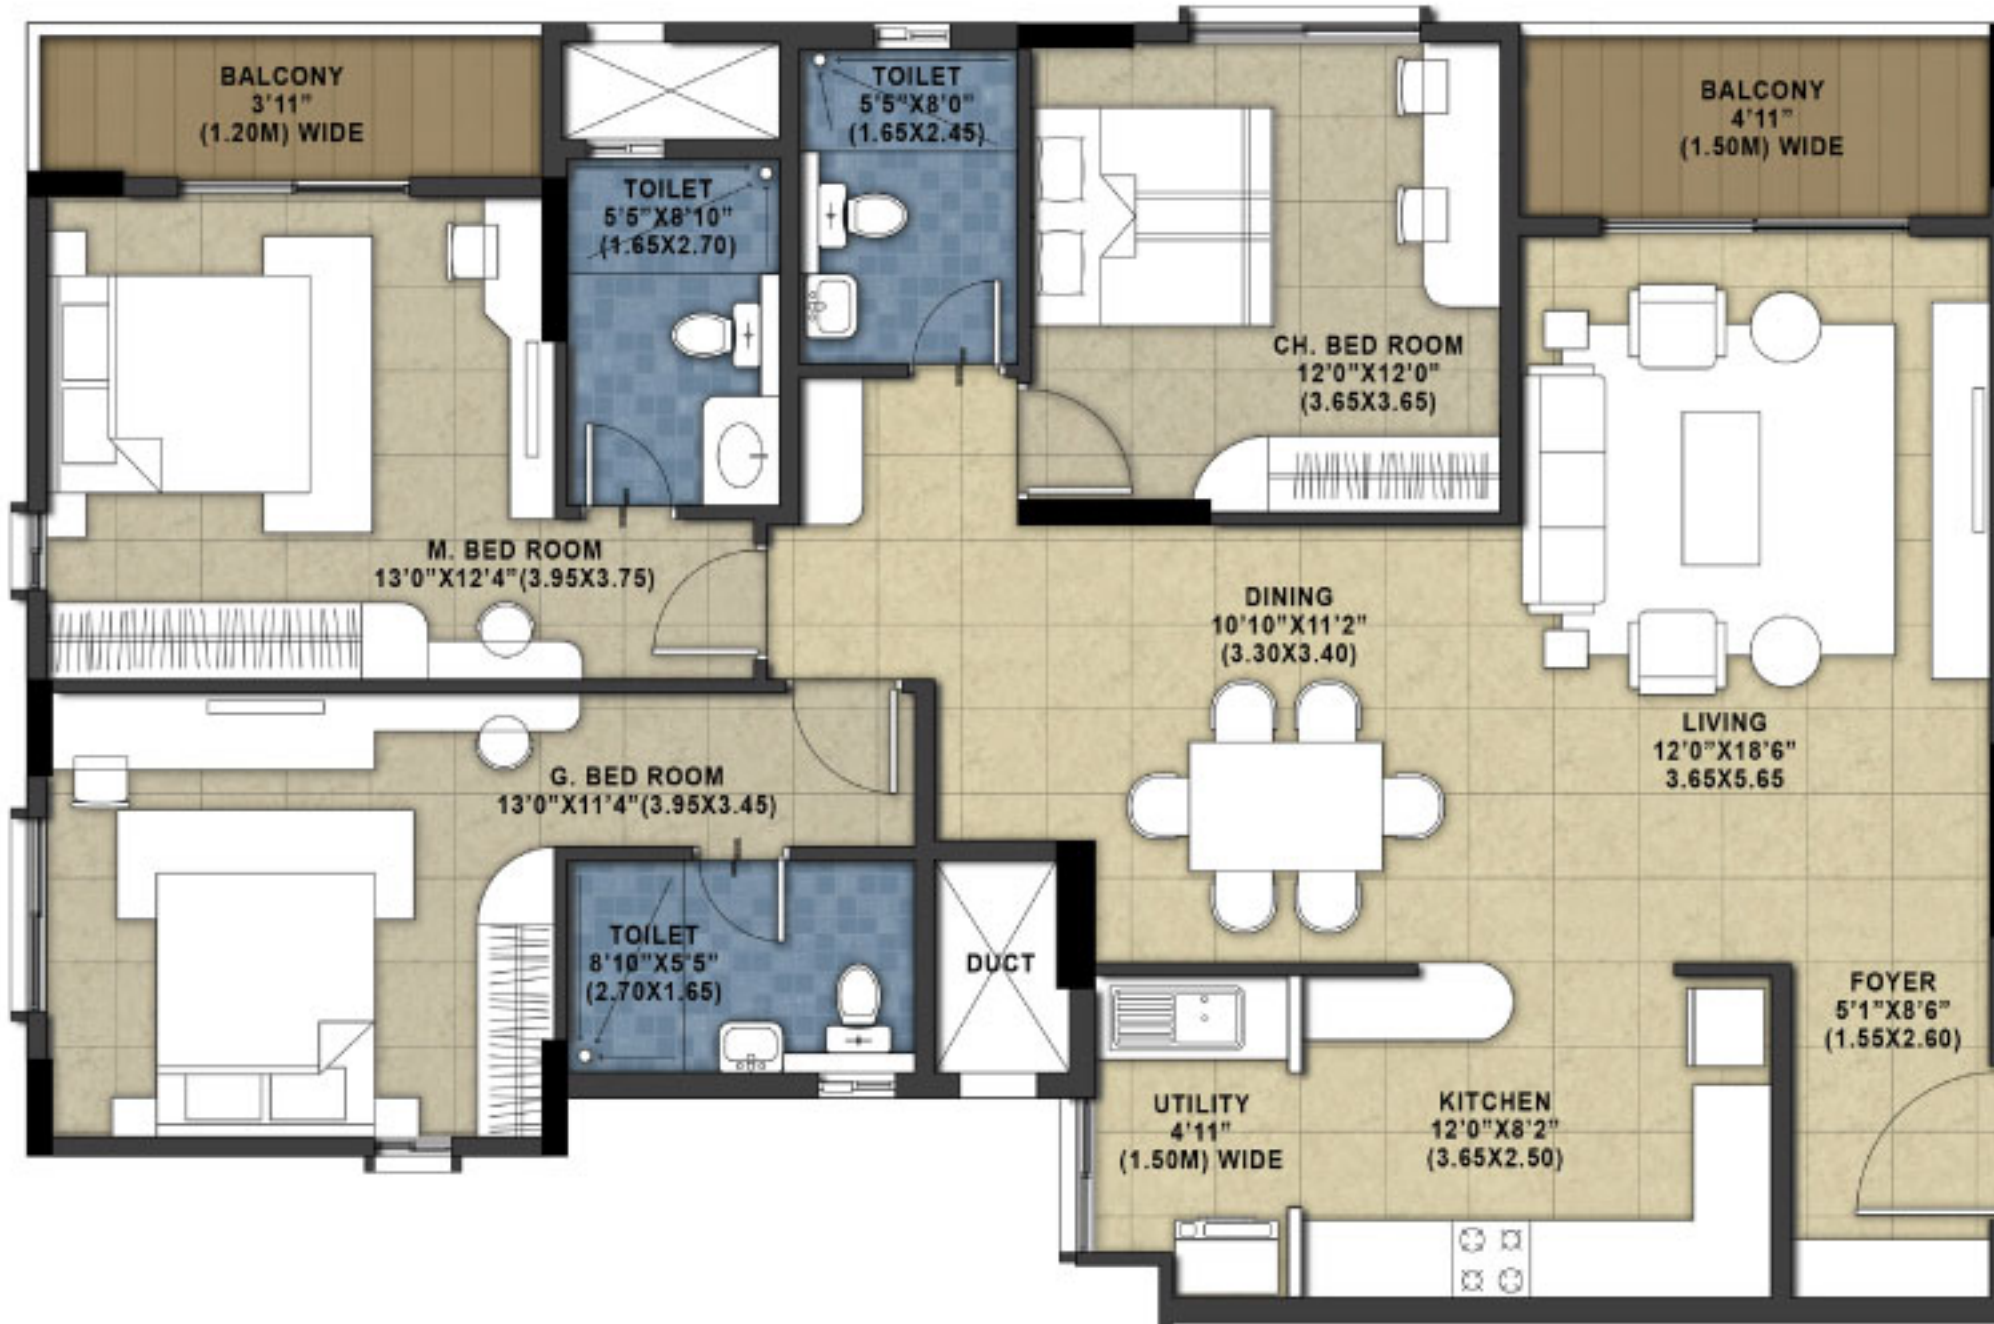 BALCONY
3'11"
(1.20M) WIDE
TOILET
5'5"X8'10"
(1.65X2.70)
TOILET
5'5"X8'0"
(1.65X2.45)
BALCONY
4'11"
(1.50M) WIDE
CH. BED ROOM
12'0"X12'0"
(3.65X3.65)
M. BED ROOM
13'0"X12'4"(3.95X3.75)
DINING
10'10"X11'2"
(3.30X3.40)
LIVING
12'0"X18'6"
3.65X5.65
G. BED ROOM
13'0"X11'4"(3.95X3.45)
TOILET
8'10"X5'5"
(2.70X1.65)
DUCT
FOYER
5'1"X8'6"
(1.55X2.60)
UTILITY
4'11"
(1.50M) WIDE
KITCHEN
12'0"X8'2"
(3.65X2.50)